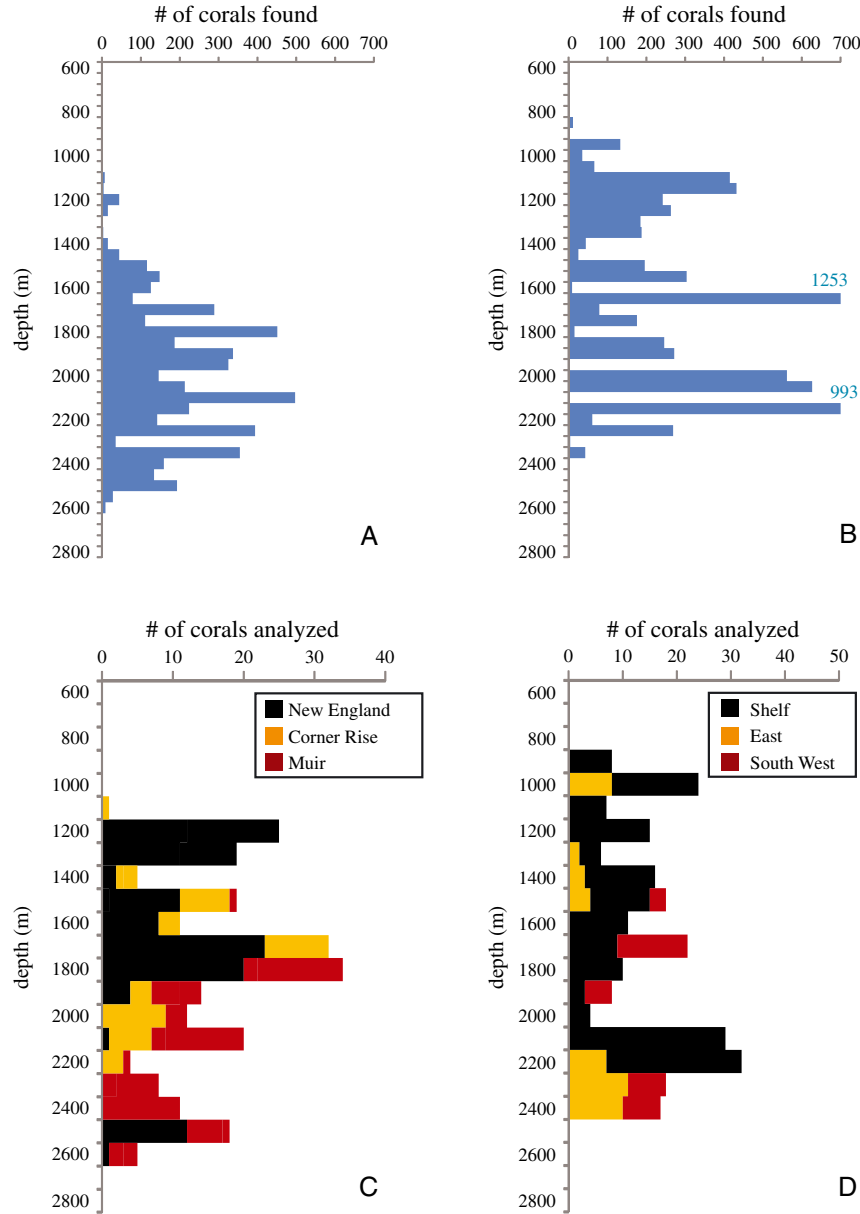 # of corals found
0 100 200 300 400 500 600 700
600
800
1000
1200
1400
1600
1800
2000
2200
2400
2600
2800
depth (m)
A
# of corals found
0 100 200 300 400 500 600 700
600
800
1000
1200
1400
1600
1800
2000
2200
2400
2600
2800
depth (m)
1253
993
B
# of corals analyzed
0 10 20 30 40
600
800
1000
1200
1400
1600
1800
2000
2200
2400
2600
2800
depth (m)
New England
Corner Rise
Muir
C
# of corals analyzed
0 10 20 30 40 50
600
800
1000
1200
1400
1600
1800
2000
2200
2400
2600
2800
depth (m)
Shelf
East
South West
D